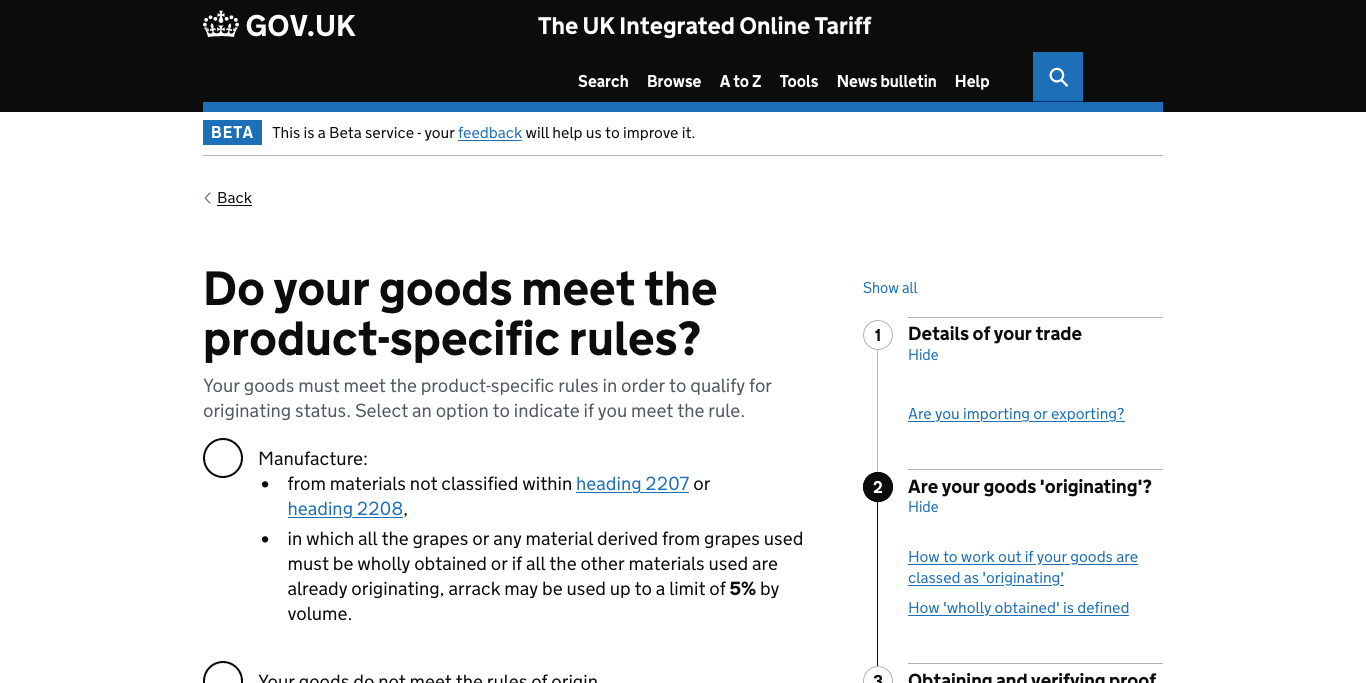 GOV.UK
The UK Integrated Online Tariff
Search Browse A to Z Tools News bulletin Help
BETA This is a Beta service - your feedback will help us to improve it.
Back
Do your goods meet the
product-specific rules?
Your goods must meet the product-specific rules in order to qualify for
originating status. Select an option to indicate if you meet the rule.
Manufacture:
• from materials not classified within heading 2207 or
heading 2208,
• in which all the grapes or any material derived from grapes used
must be wholly obtained or if all the other materials used are
already originating, arrack may be used up to a limit of 5% by
volume.
Your goods do not meet the rules of origin
Show all
1 Details of your trade
Hide
Are you importing or exporting?
2 Are your goods 'originating'?
Hide
How to work out if your goods are
classed as 'originating'
How 'wholly obtained' is defined
3 Obtaining and verifying proof